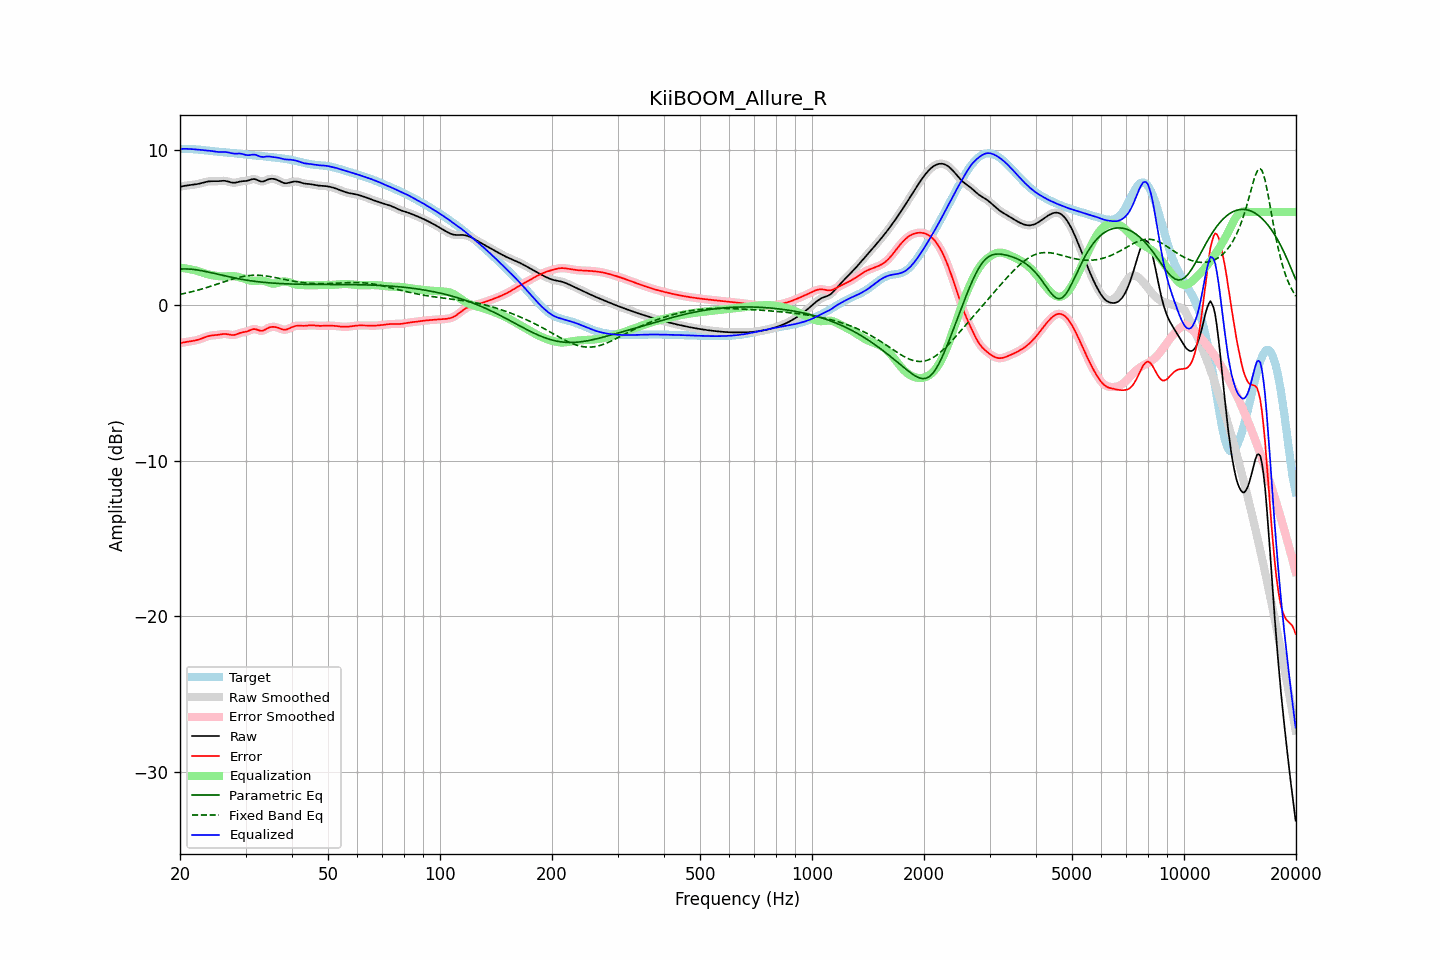 KiiBOOM_Allure_R
Amplitude (dBr)
10
0
−10
−20
−30
Target
Raw Smoothed
Error Smoothed
Raw
Error
Equalization
Parametric Eq
Fixed Band Eq
Equalized
20 50 100 200 500 1000 2000 5000 10000 20000
Frequency (Hz)